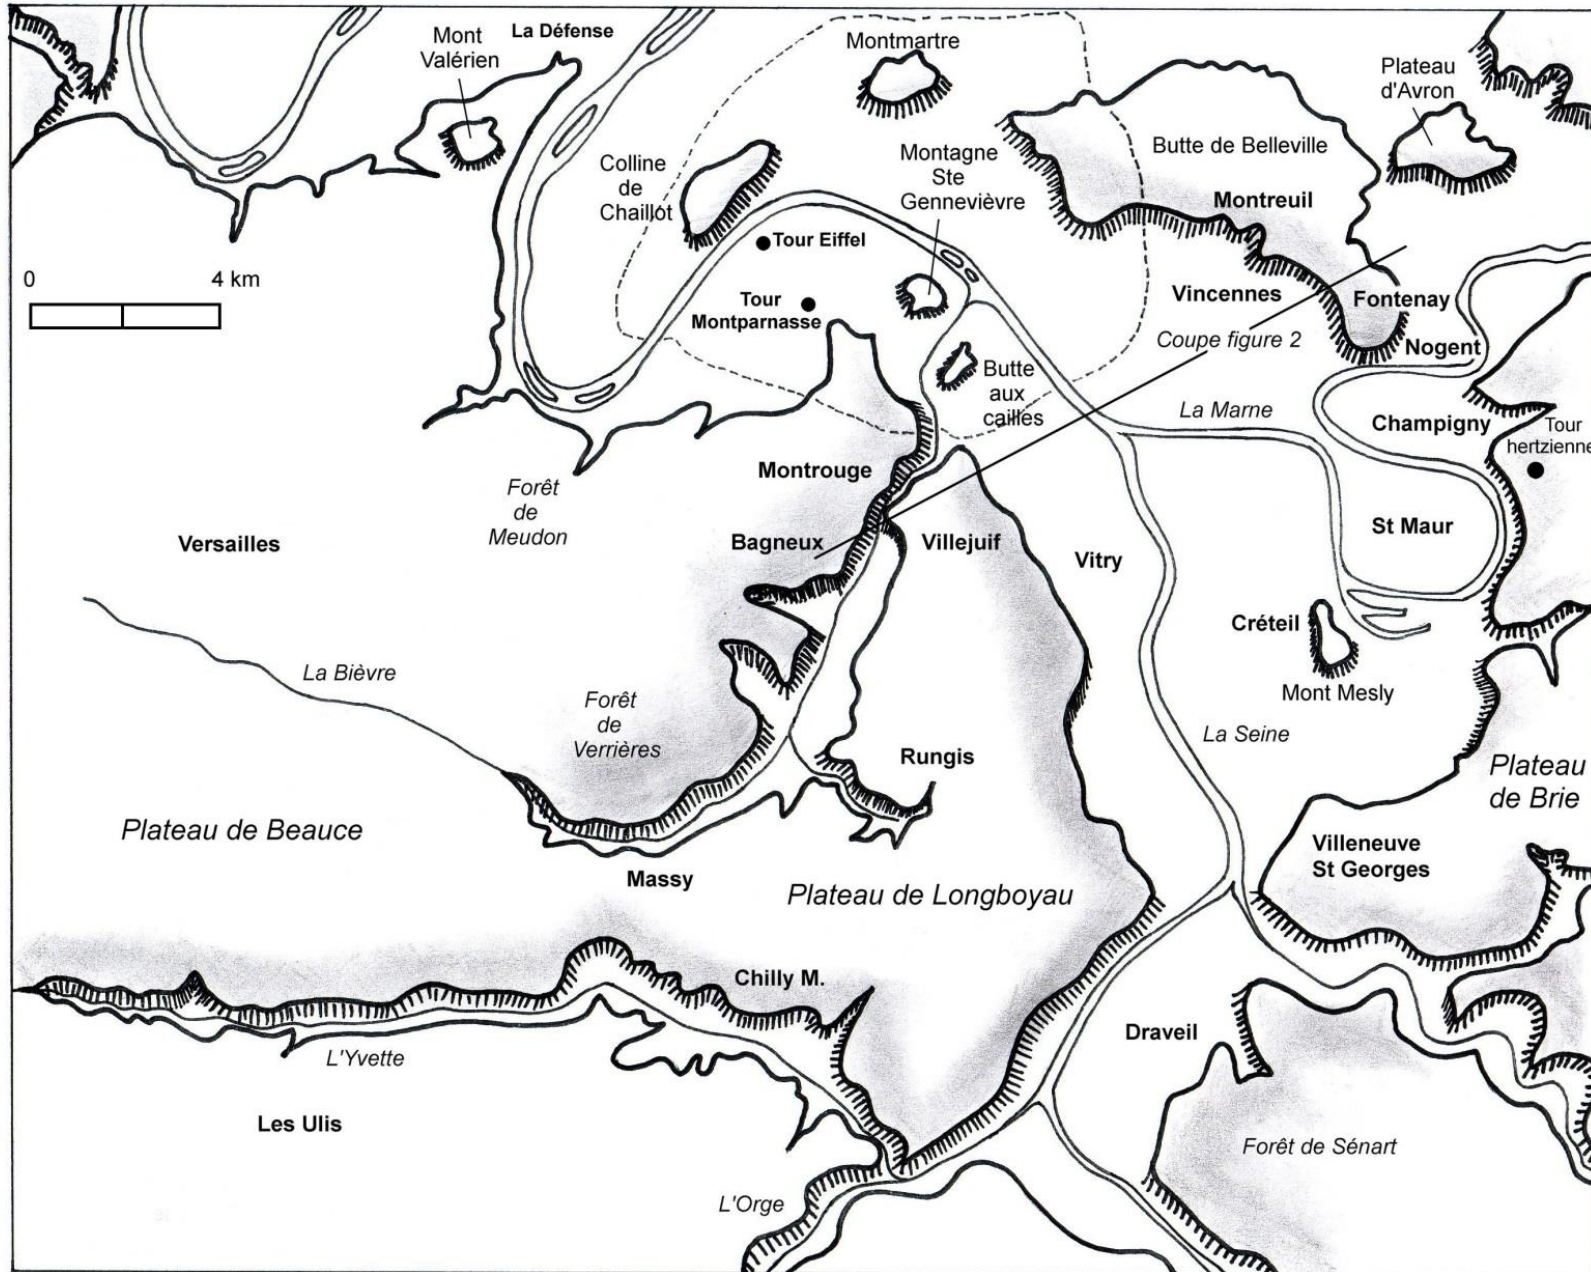 La Défense
Mont
Valérien
Montmartre
Plateau
d'Avron
Butte de Belleville
Colline
de
Chaillot
Montagne
Ste
Gennevièvre
Montreuil
Tour Eiffel
0
4 km
Tour
Montparnasse
Vincennes
Fontenay
Coupe figure 2
Nogent
Butte
aux
cailles
La Marne
Champigny
Tour
hertzienne
Montrouge
Forêt
de
Meudon
St Maur
Versailles
Bagneux
Villejuif
Vitry
Créteil
La Bièvre
Mont Mesly
Forêt
de
Verrières
La Seine
Rungis
Plateau
de Brie
Plateau de Beauce
Villeneuve
St Georges
Massy
Plateau de Longboyau
Chilly M.
Draveil
L'Yvette
Les Ulis
Forêt de Sénart
L'Orge